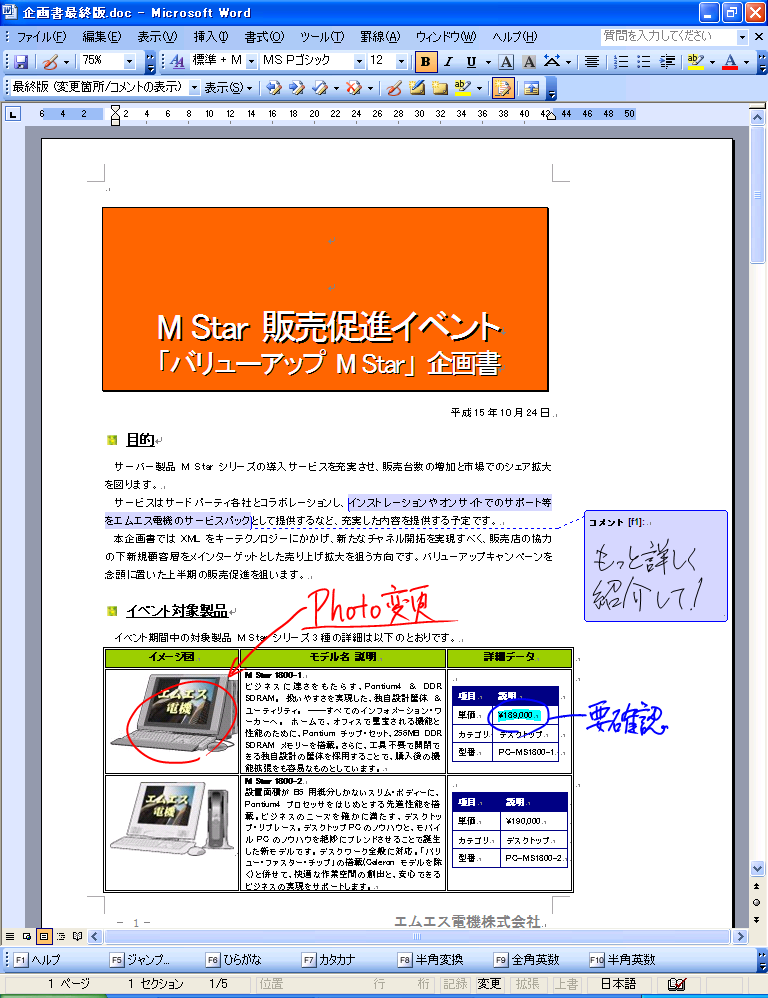 企画書最終版.doc - Microsoft Word
ファイル(F) 編集(E) 表示(V) 挿入(I) 書式(O) ツール(T) 罫線(A) ウィンドウ(W) ヘルプ(H) 質問を入力してください
75% 標準 + M MS Pゴシック 12 B I U A A A
最終版 (変更箇所/コメントの表示) 表示(S)
L 6 4 2 2 4 6 8 10 12 14 16 18 20 22 24 26 28 30 32 34 36 38 40 42 44 46 48 50
M Star 販売促進イベント
「バリューアップ M Star」 企画書
平成15年10月24日
目的
サーバー製品 M Star シリーズの導入サービスを充実させ、販売台数の増加と市場でのシェア拡大
を図ります。
サービスはサードパーティ各社とコラボレーションし、インストレーションやオンサイトでのサポート等
をエムエス電機のサービスパックとして提供するなど、充実した内容を提供する予定です。
本企画書では XML をキーテクノロジーにかかげ、新たなチャネル開拓を実現すべく、販売店の協力
の下新規顧客層をメインターゲットとした売り上げ拡大を狙う方向です。バリューアップキャンペーンを
念頭に置いた上半期の販売促進を狙います。
コメント [f1]:
もっと詳しく
紹介して!
Photo変更
イベント対象製品
イベント期間中の対象製品 M Star シリーズ3種の詳細は以下のとおりです。
イメージ図 モデル名 説明 詳細データ
エムエス
電機
M Star 1800-1
ビジネスに速さをもたらす、Pantium4 & DDR
SDRAM。 扱いやすさを実現した、独自設計筐体 &
ユーティリティ。 ――すべてのインフォメーション・ワ
ーカーへ。 ホームで、オフィスで重宝される機能と
性能のために、Pantium チップ・セット、256MB DDR
SDRAM メモリーを搭載。さらに、工具不要で開閉で
きる独自設計の筐体を採用することで、購入後の機
能拡張をも容易なものとしています。
項目 説明
単価 ¥189,000
カテゴリ デスクトップ
型番 PC-MS1800-1
要確認
エムエス
電機
M Star 1800-2
設置面積が B5 用紙分しかないスリム・ボディーに、
Pantium4 プロセッサをはじめとする先進性能を搭
載。ビジネスのニーズを確かに満たす、デスクトッ
プ・リプレース。デスクトップ PC のノウハウと、モバイ
ル PC のノウハウを絶妙にブレンドさせることで誕生
した新モデルです。デスクワーク全般に対応。「バリ
ュー・ファスター・チップ」の搭載(Caleron モデルを除
く)と併せて、快適な作業空間の創出と、安心できる
ビジネスの実現をサポートします。
項目 説明
単価 ¥190,000
カテゴリ デスクトップ
型番 PC-MS1800-2
- 1 - エムエス電機株式会社
F1 ヘルプ F5 ジャンプ... F6 ひらがな F7 カタカナ F8 半角変換 F9 全角英数 F10 半角英数
1 ページ 1 セクション 1/5 位置 行 桁 記録 変更 拡張 上書 日本語